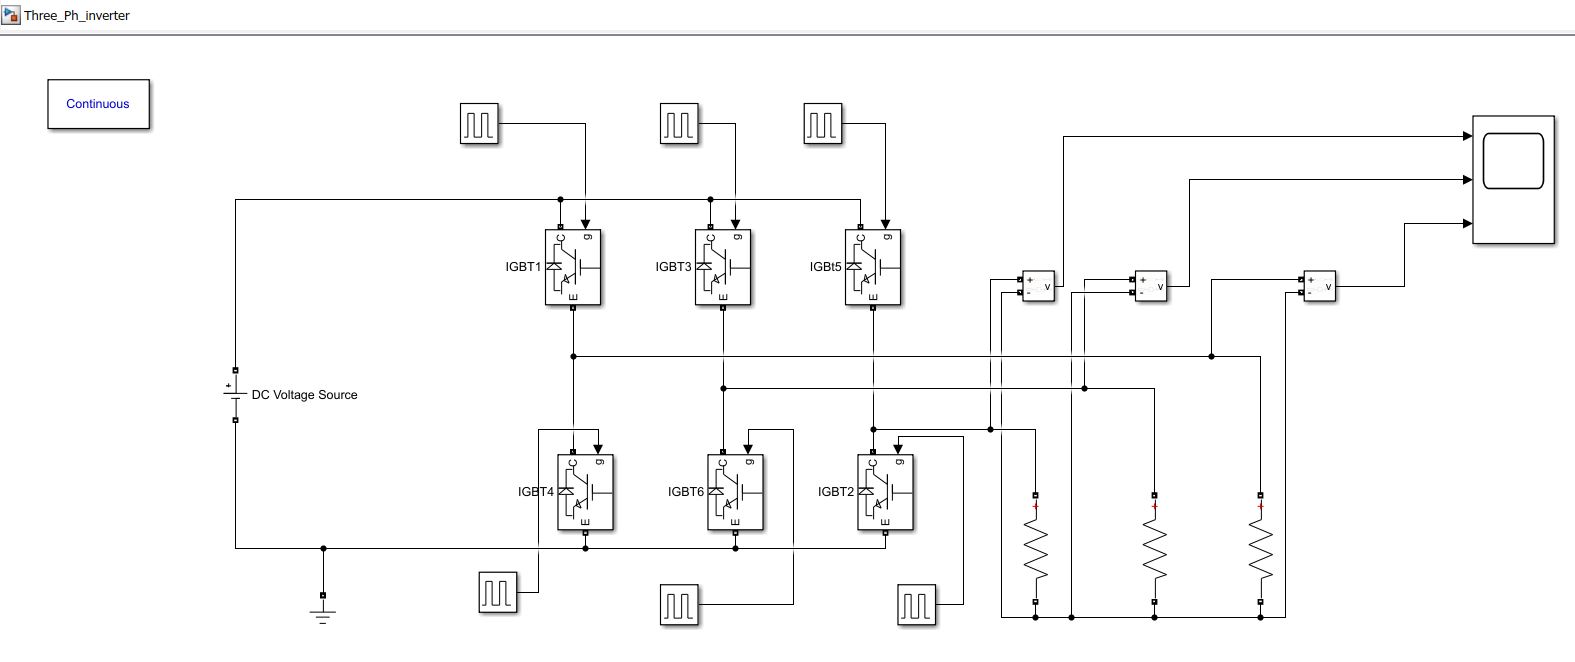 Three_Ph_inverter
Continuous
C
g
IGBT1
E
C
g
IGBT3
E
C
g
IGBt5
E
+
-
v
+
-
v
+
-
v
+
DC Voltage Source
C
g
IGBT4
E
C
g
IGBT6
E
C
g
IGBT2
E
+
+
+